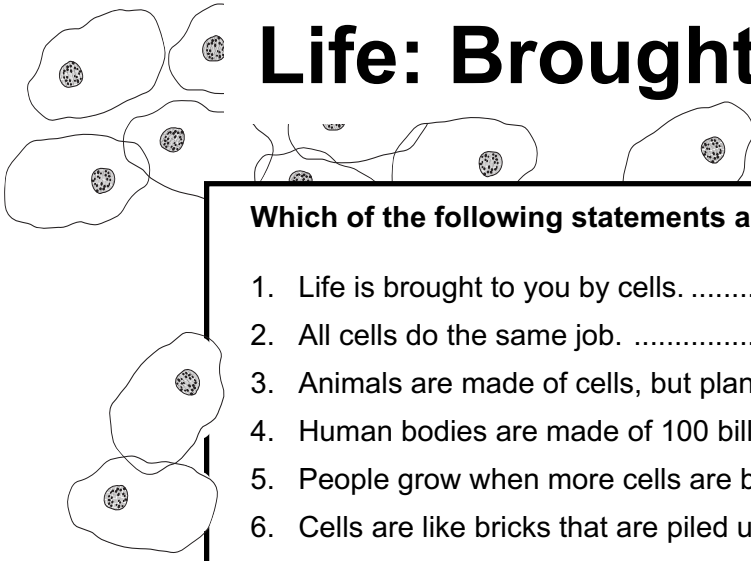 Life: Brought
Which of the following statements a
1. Life is brought to you by cells. ........
2. All cells do the same job. ...............
3. Animals are made of cells, but plan
4. Human bodies are made of 100 bill
5. People grow when more cells are b
6. Cells are like bricks that are piled u